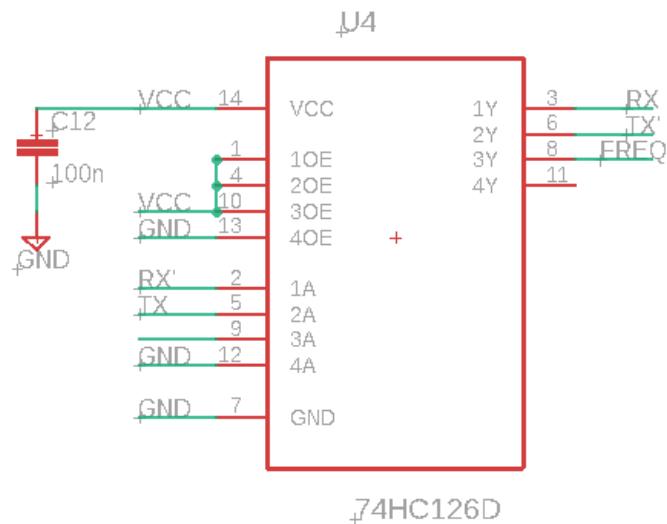 U4
VCC 14 VCC 1Y 3 RX
C12 2Y 6 TX'
100n 1 1OE 3Y 8 FREQ
4 2OE 4Y 11
VCC 10 3OE
GND 13 4OE
GND
RX' 2 1A
TX 5 2A
9 3A
GND 12 4A
GND 7 GND
74HC126D